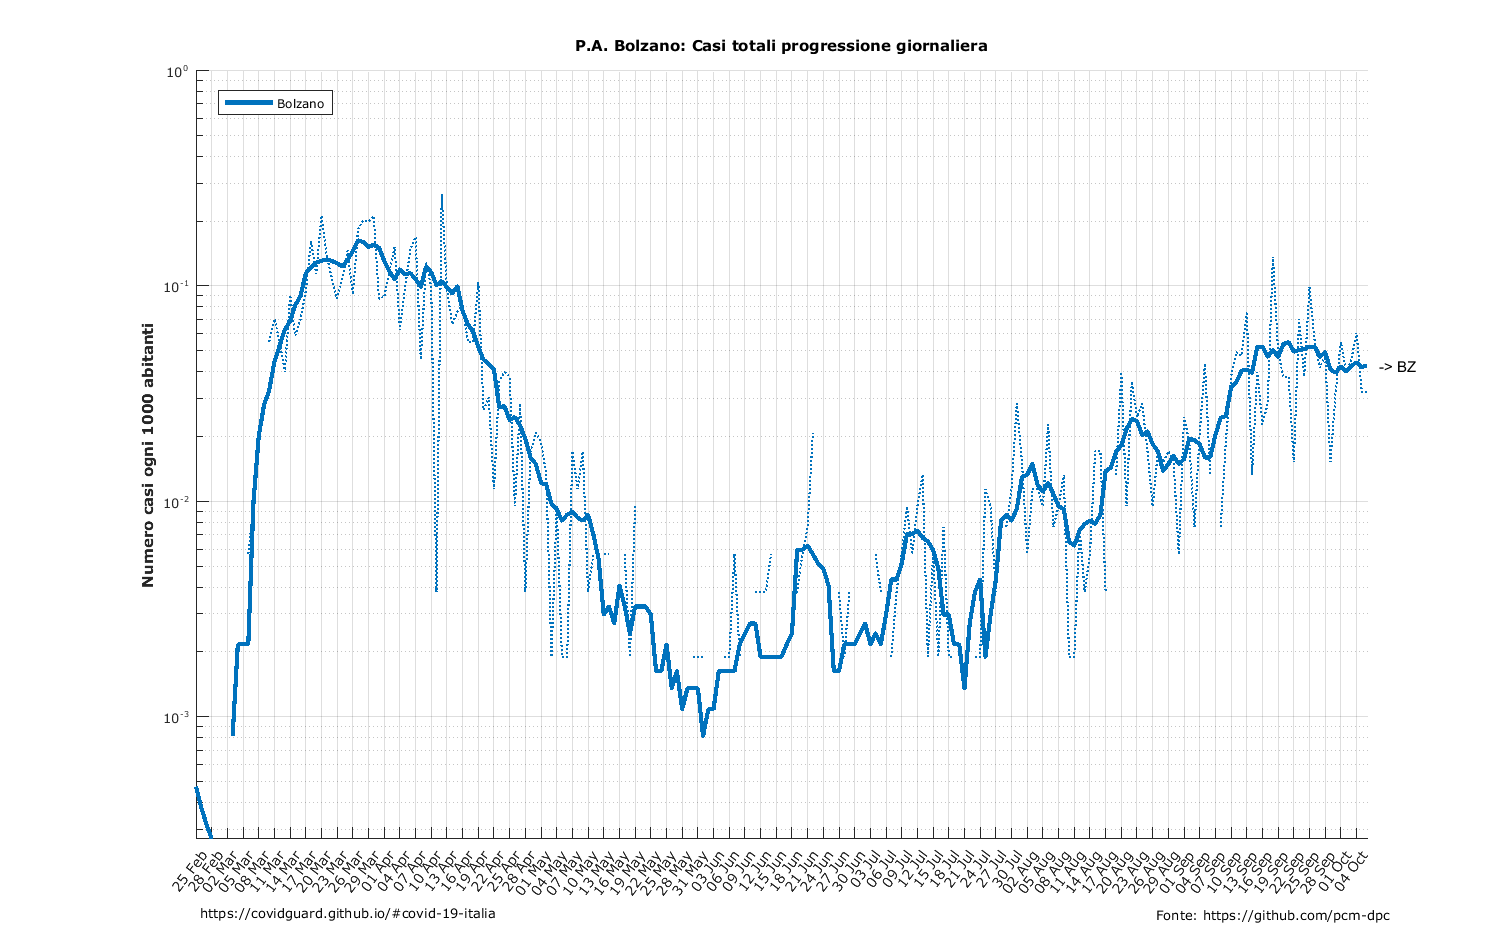 P.A. Bolzano: Casi totali progressione giornaliera
Bolzano
Numero casi ogni 1000 abitanti
10⁰
10⁻¹
10⁻²
10⁻³
-> BZ
25 Feb
28 Feb
02 Mar
05 Mar
08 Mar
11 Mar
14 Mar
17 Mar
20 Mar
23 Mar
26 Mar
29 Mar
01 Apr
04 Apr
07 Apr
10 Apr
13 Apr
16 Apr
19 Apr
22 Apr
25 Apr
28 Apr
01 May
04 May
07 May
10 May
13 May
16 May
19 May
22 May
25 May
28 May
31 May
03 Jun
06 Jun
09 Jun
12 Jun
15 Jun
18 Jun
21 Jun
24 Jun
27 Jun
30 Jun
03 Jul
06 Jul
09 Jul
12 Jul
15 Jul
18 Jul
21 Jul
24 Jul
27 Jul
30 Jul
02 Aug
05 Aug
08 Aug
11 Aug
14 Aug
17 Aug
20 Aug
23 Aug
26 Aug
29 Aug
01 Sep
04 Sep
07 Sep
10 Sep
13 Sep
16 Sep
19 Sep
22 Sep
25 Sep
28 Sep
01 Oct
04 Oct
https://covidguard.github.io/#covid-19-italia
Fonte: https://github.com/pcm-dpc